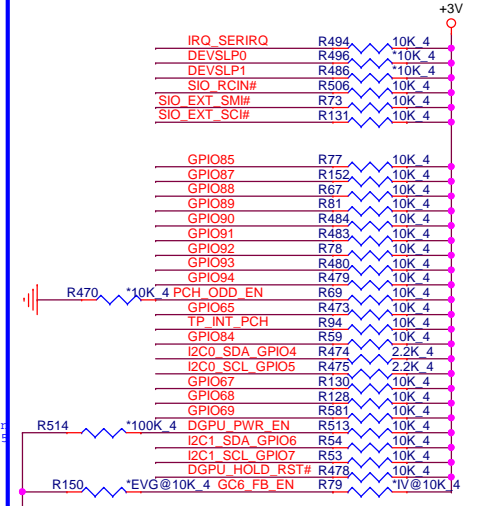 +3V
IRQ_SERIRQ R494 10K_4
DEVSLP0 R496 *10K_4
DEVSLP1 R486 *10K_4
SIO_RCIN# R506 10K_4
SIO_EXT_SMI# R73 10K_4
SIO_EXT_SCI# R131 10K_4
GPIO85 R77 10K_4
GPIO87 R152 10K_4
GPIO88 R67 10K_4
GPIO89 R81 10K_4
GPIO90 R484 10K_4
GPIO91 R483 10K_4
GPIO92 R78 10K_4
GPIO93 R480 10K_4
GPIO94 R479 10K_4
R470 *10K_4 PCH_ODD_EN R69 10K_4
GPIO65 R473 10K_4
TP_INT_PCH R94 10K_4
GPIO84 R59 10K_4
I2C0_SDA_GPIO4 R474 2.2K_4
I2C0_SCL_GPIO5 R475 2.2K_4
GPIO67 R130 10K_4
GPIO68 R128 10K_4
GPIO69 R581 10K_4
R514 *100K_4 DGPU_PWR_EN R513 10K_4
I2C1_SDA_GPIO6 R54 10K_4
I2C1_SCL_GPIO7 R53 10K_4
DGPU_HOLD_RST# R478 10K_4
R150 *EVG@10K_4 GC6_FB_EN R79 *IV@10K_4